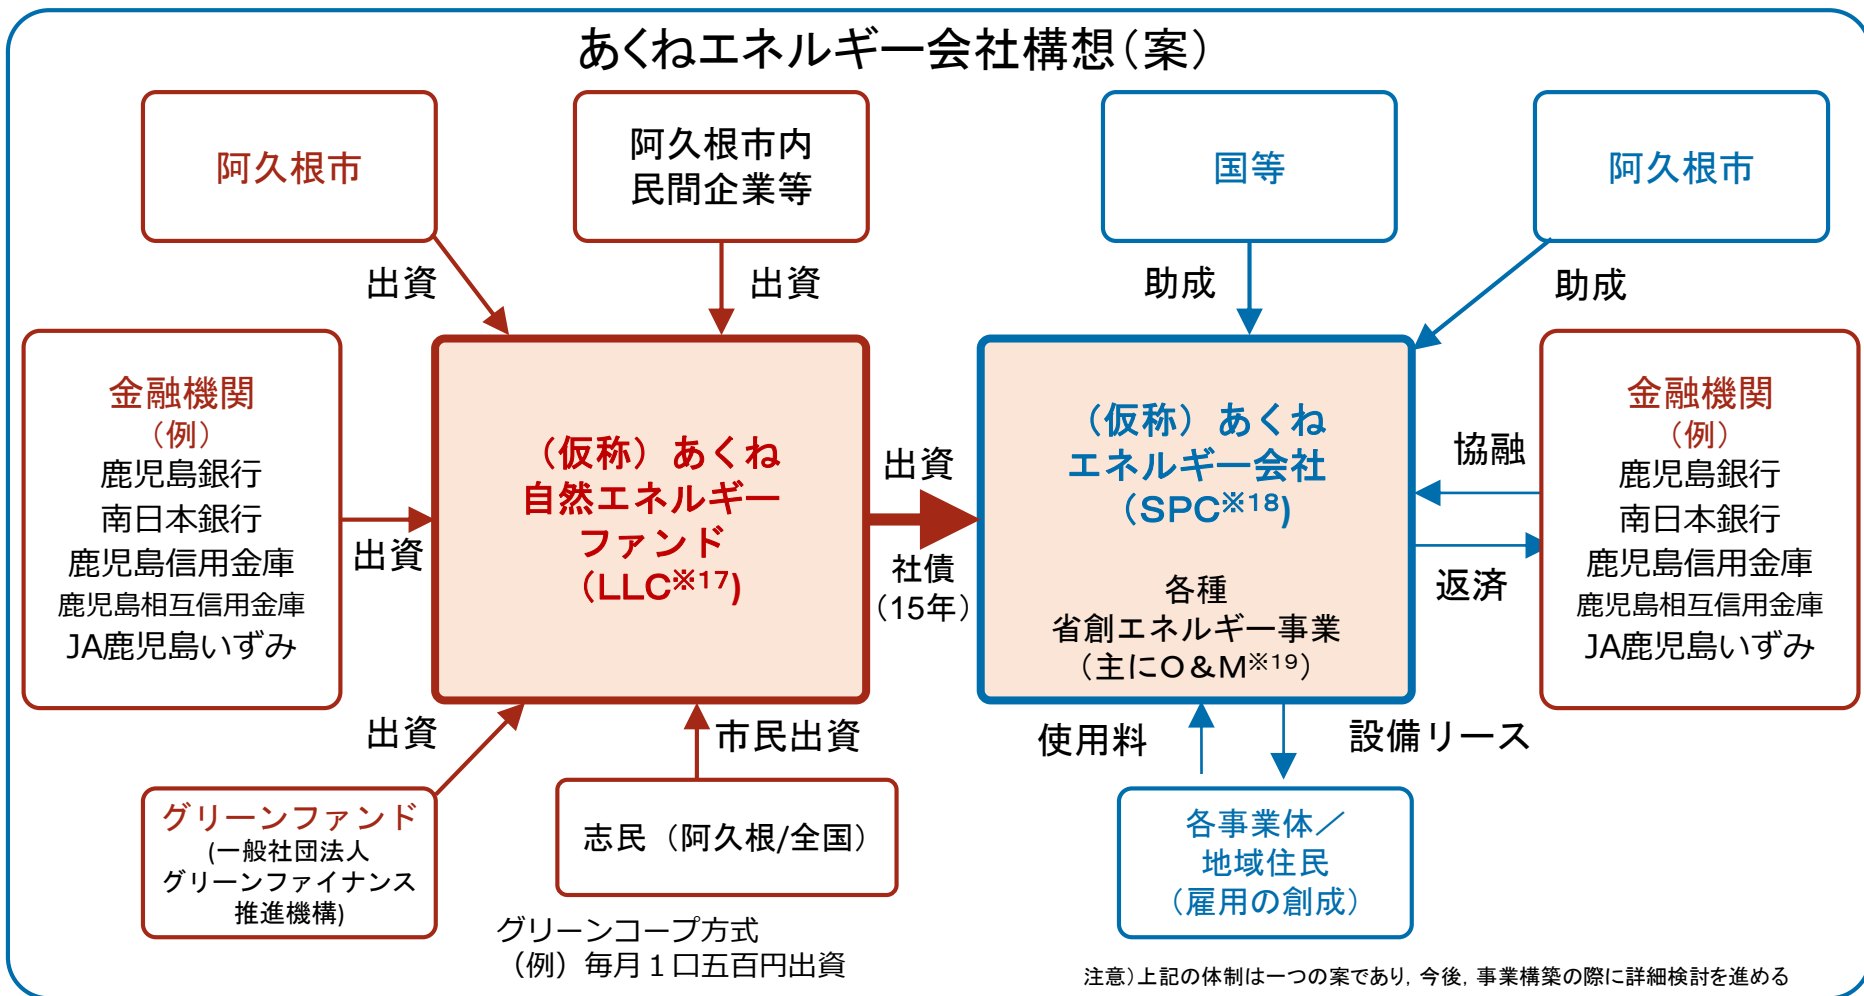 あくねエネルギー会社構想（案）
阿久根市
阿久根市内
民間企業等
国等
阿久根市
出資
出資
助成
助成
金融機関
（例）
鹿児島銀行
南日本銀行
鹿児島信用金庫
鹿児島相互信用金庫
JA鹿児島いずみ
出資
（仮称）あくね
自然エネルギー
ファンド
（LLC※17）
出資
社債
（15年）
（仮称）あくね
エネルギー会社
（SPC※18）
各種
省創エネルギー事業
（主にO＆M※19）
協融
返済
金融機関
（例）
鹿児島銀行
南日本銀行
鹿児島信用金庫
鹿児島相互信用金庫
JA鹿児島いずみ
出資
市民出資
使用料
設備リース
グリーンファンド
(一般社団法人
グリーンファイナンス
推進機構)
志民（阿久根/全国）
グリーンコープ方式
（例）毎月１口五百円出資
各事業体／
地域住民
（雇用の創成）
注意）上記の体制は一つの案であり，今後，事業構築の際に詳細検討を進める